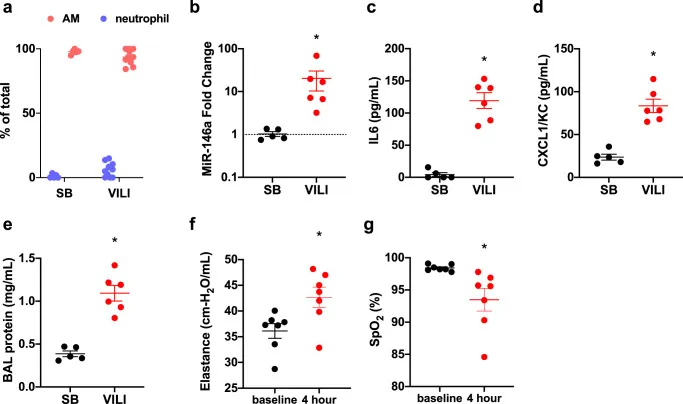 a
AM neutrophil
% of total
100
50
0
SB VILI
b
MiR-146a Fold Change
100
10
1
0.1
*
SB VILI
c
IL6 (pg/mL)
200
150
100
50
0
*
SB VILI
d
CXCL1/KC (pg/mL)
150
100
50
0
*
SB VILI
e
BAL protein (mg/mL)
1.5
1.0
0.5
0.0
*
SB VILI
f
Elastance (cm-H2O/mL)
50
45
40
35
30
25
*
baseline 4 hour
g
SpO2 (%)
100
95
90
85
80
*
baseline 4 hour